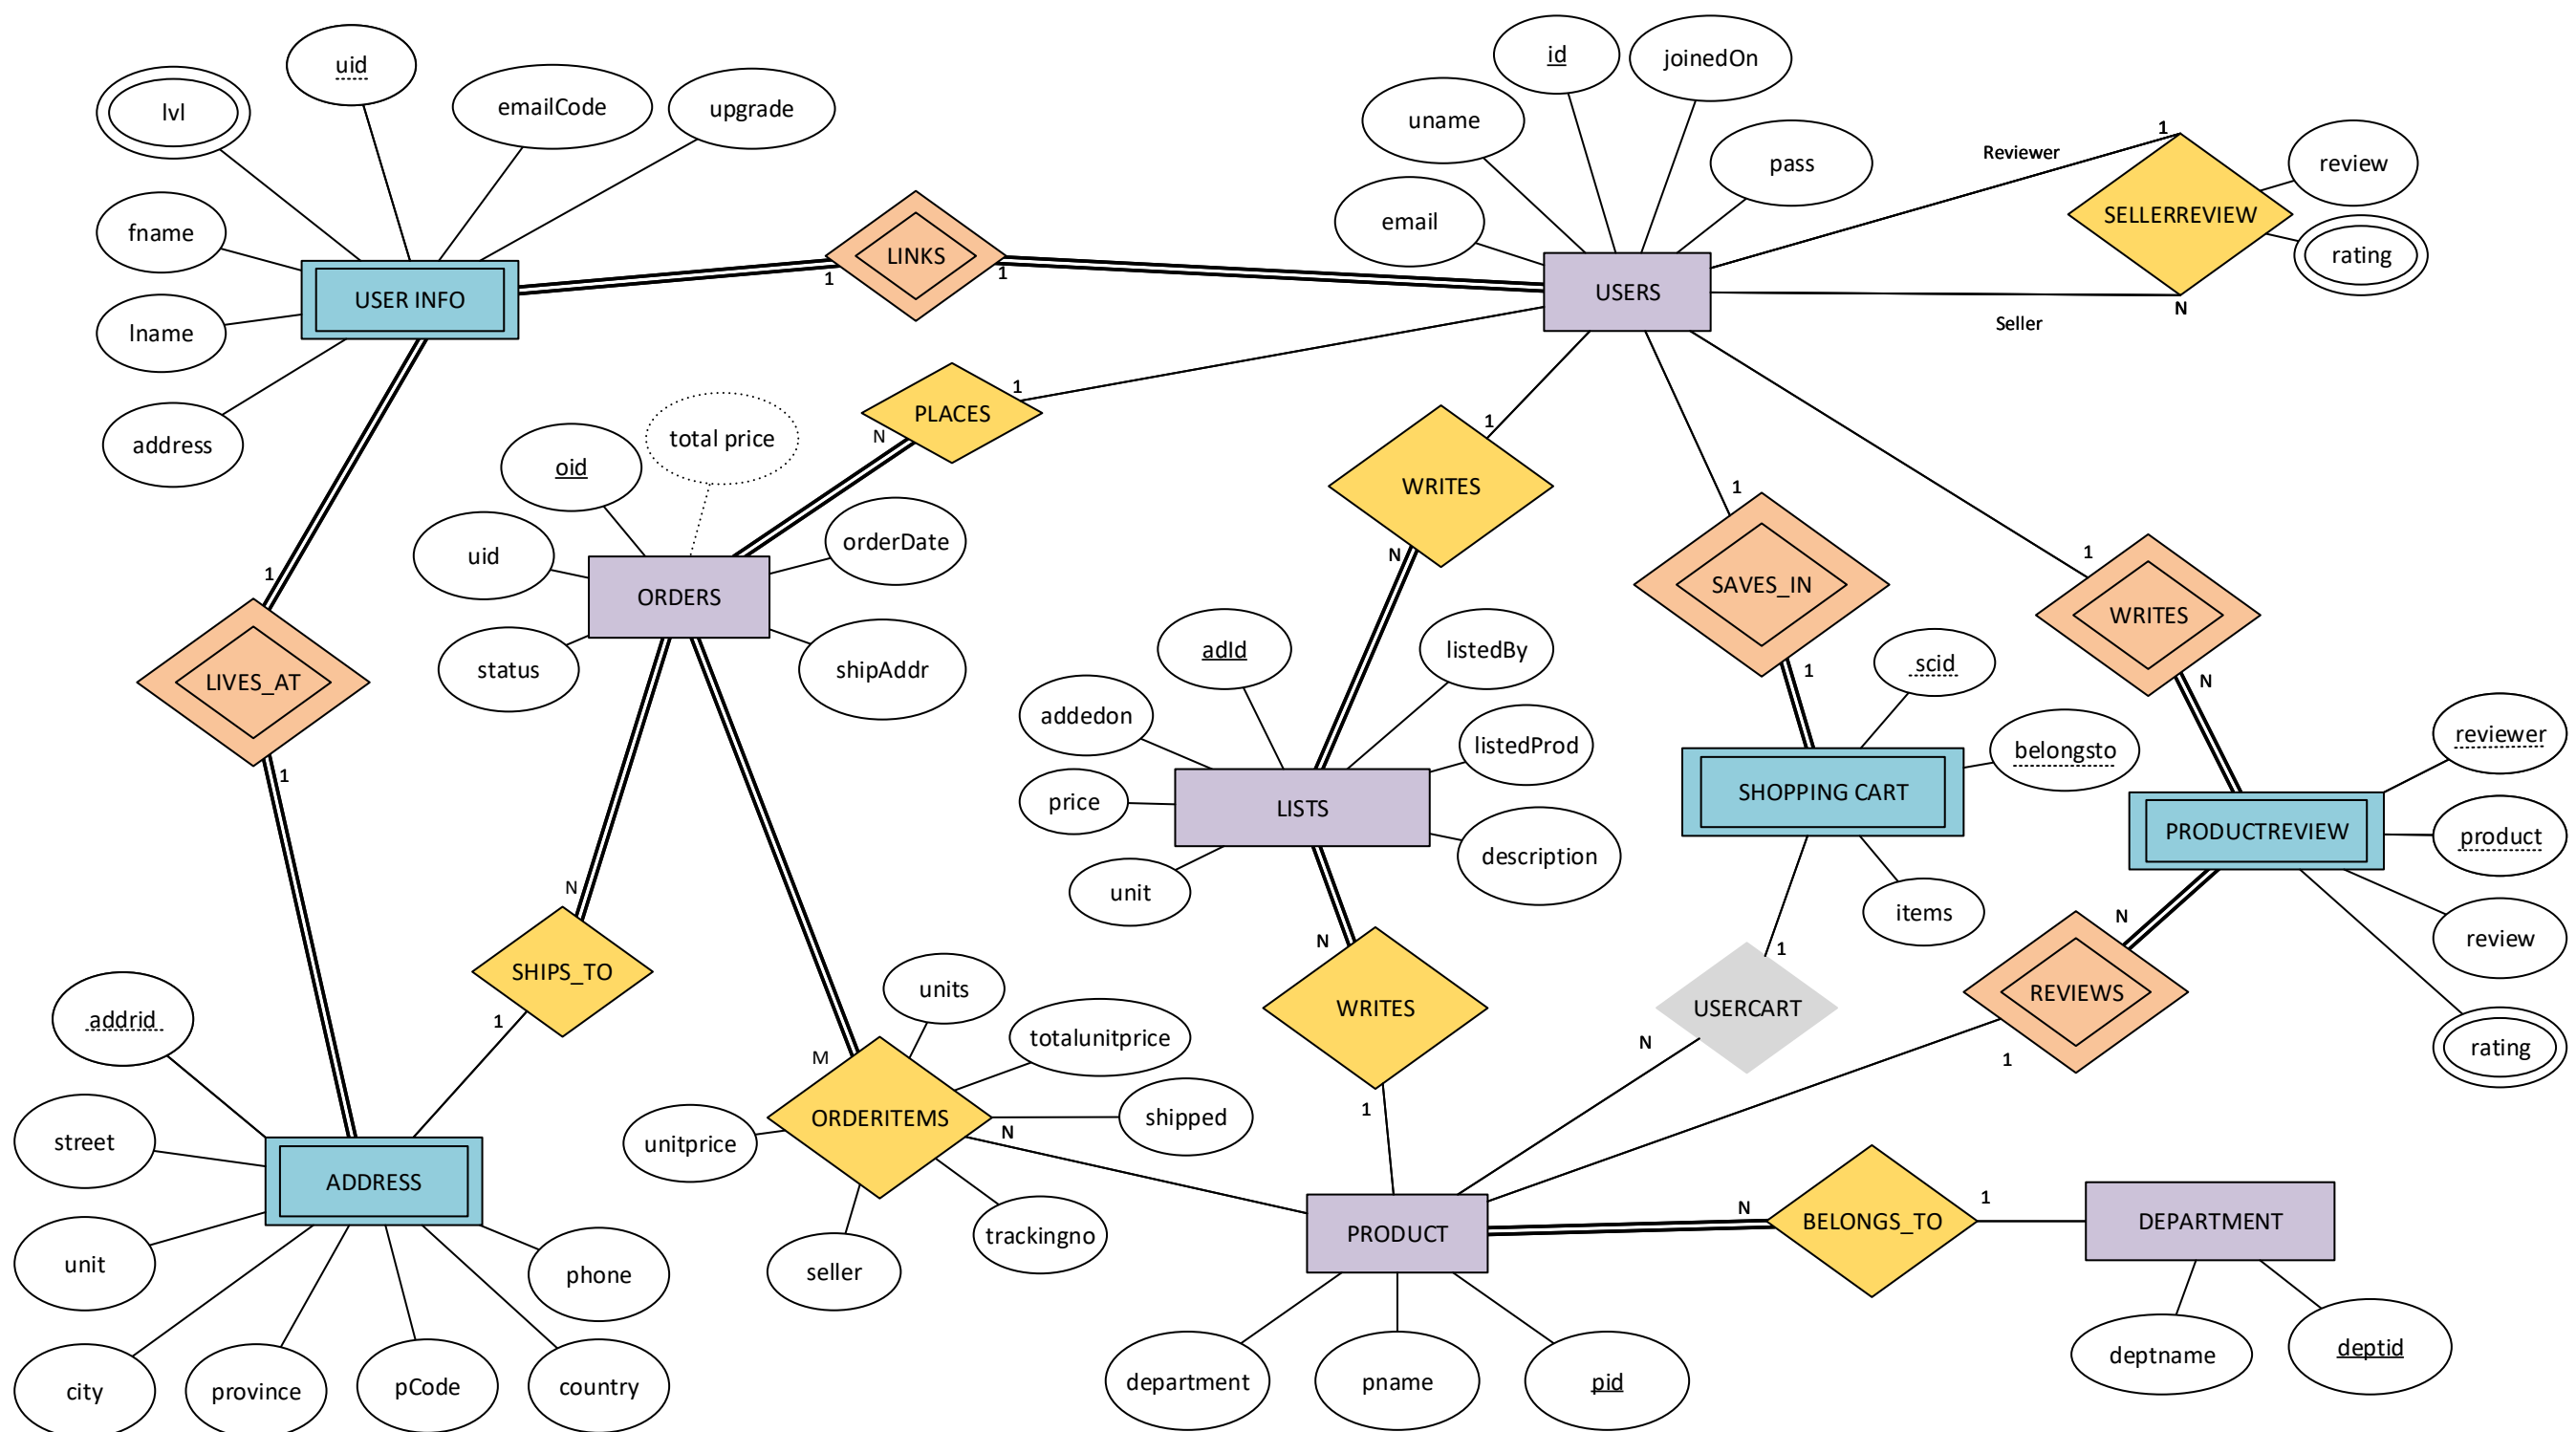 id
joinedOn
uid
lvl
emailCode
upgrade
uname
pass
review
1
Reviewer
SELLERREVIEW
rating
N
Seller
fname
email
LINKS
1
1
USER INFO
USERS
lname
address
PLACES
1
N
total price
oid
1
WRITES
N
1
SAVES_IN
1
1
WRITES
N
orderDate
uid
ORDERS
status
shipAddr
1
LIVES_AT
1
adId
listedBy
scid
addedon
listedProd
belongsto
reviewer
price
LISTS
SHOPPING CART
PRODUCTREVIEW
product
description
unit
items
review
N
SHIPS_TO
1
N
WRITES
1
1
USERCART
N
N
REVIEWS
1
rating
addrid
units
totalunitprice
M
ORDERITEMS
N
shipped
unitprice
trackingno
seller
street
ADDRESS
unit
phone
city
province
pCode
country
PRODUCT
N
BELONGS_TO
1
DEPARTMENT
department
pname
pid
deptname
deptid